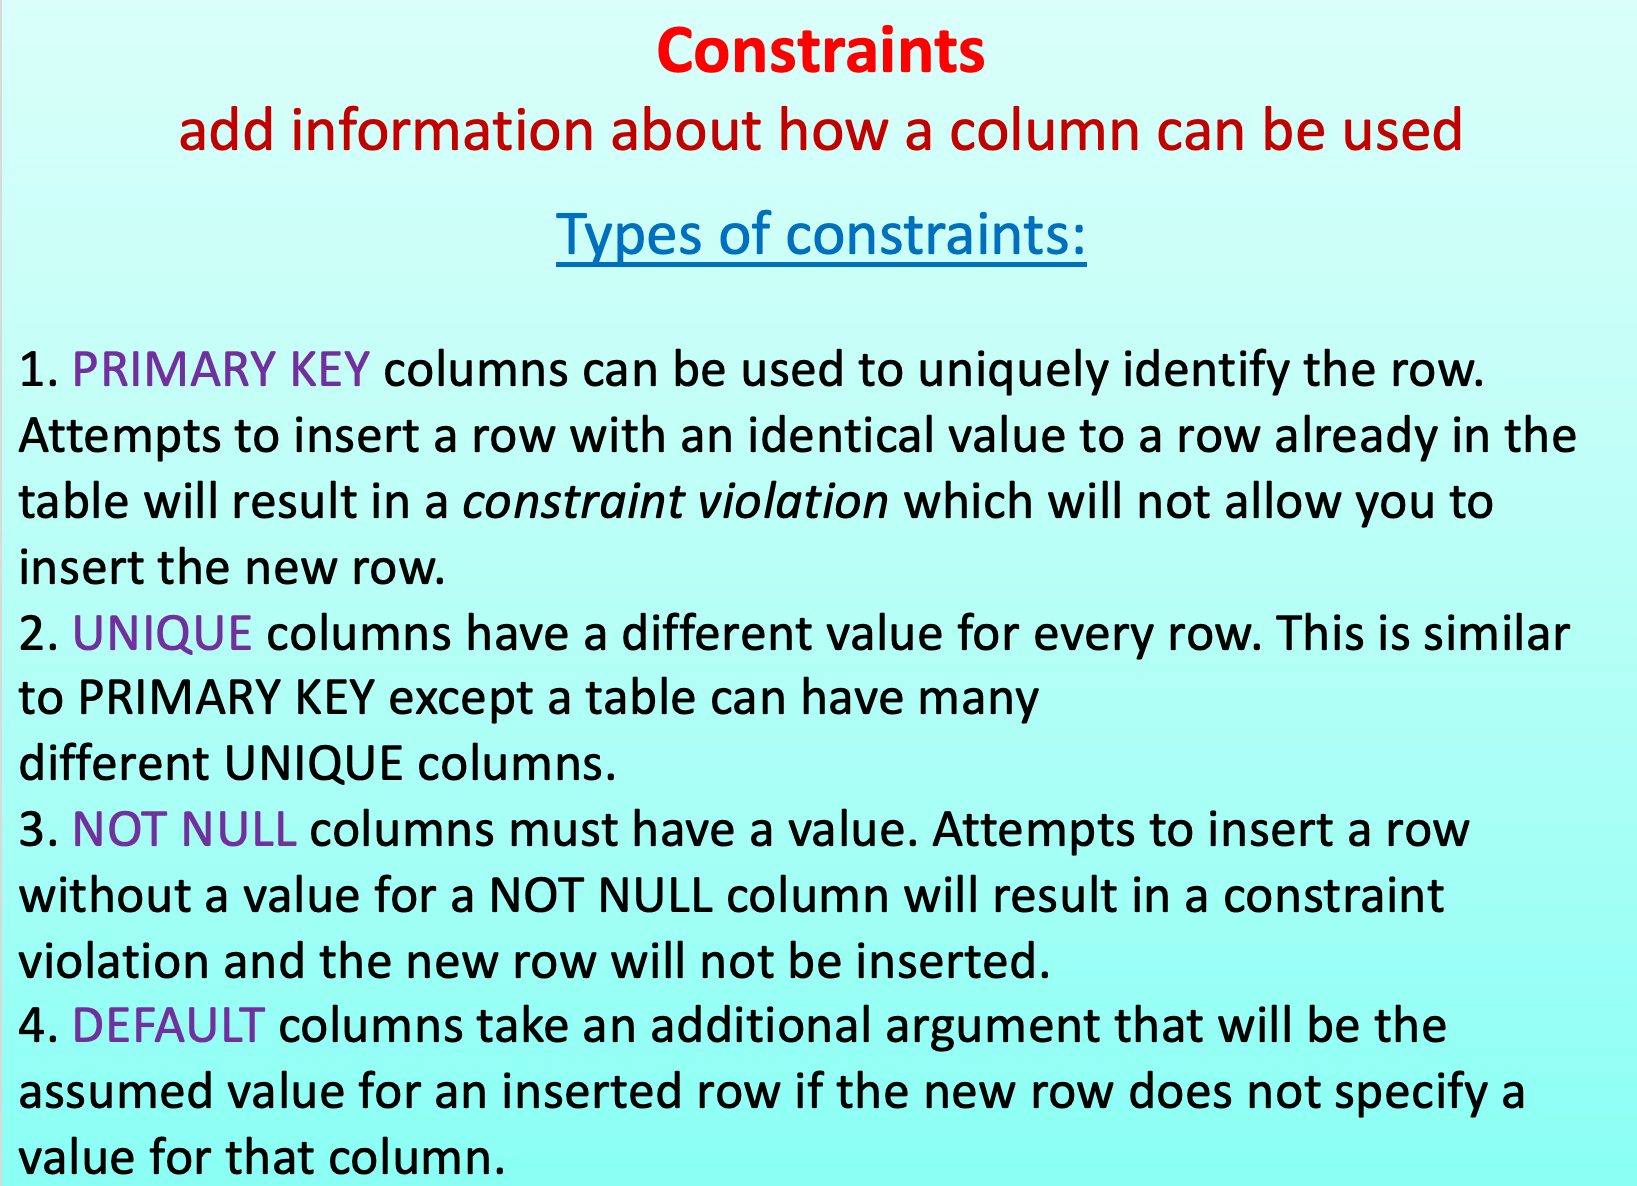 Constraints
add information about how a column can be used
Types of constraints:
1. PRIMARY KEY columns can be used to uniquely identify the row.
Attempts to insert a row with an identical value to a row already in the
table will result in a constraint violation which will not allow you to
insert the new row.
2. UNIQUE columns have a different value for every row. This is similar
to PRIMARY KEY except a table can have many
different UNIQUE columns.
3. NOT NULL columns must have a value. Attempts to insert a row
without a value for a NOT NULL column will result in a constraint
violation and the new row will not be inserted.
4. DEFAULT columns take an additional argument that will be the
assumed value for an inserted row if the new row does not specify a
value for that column.